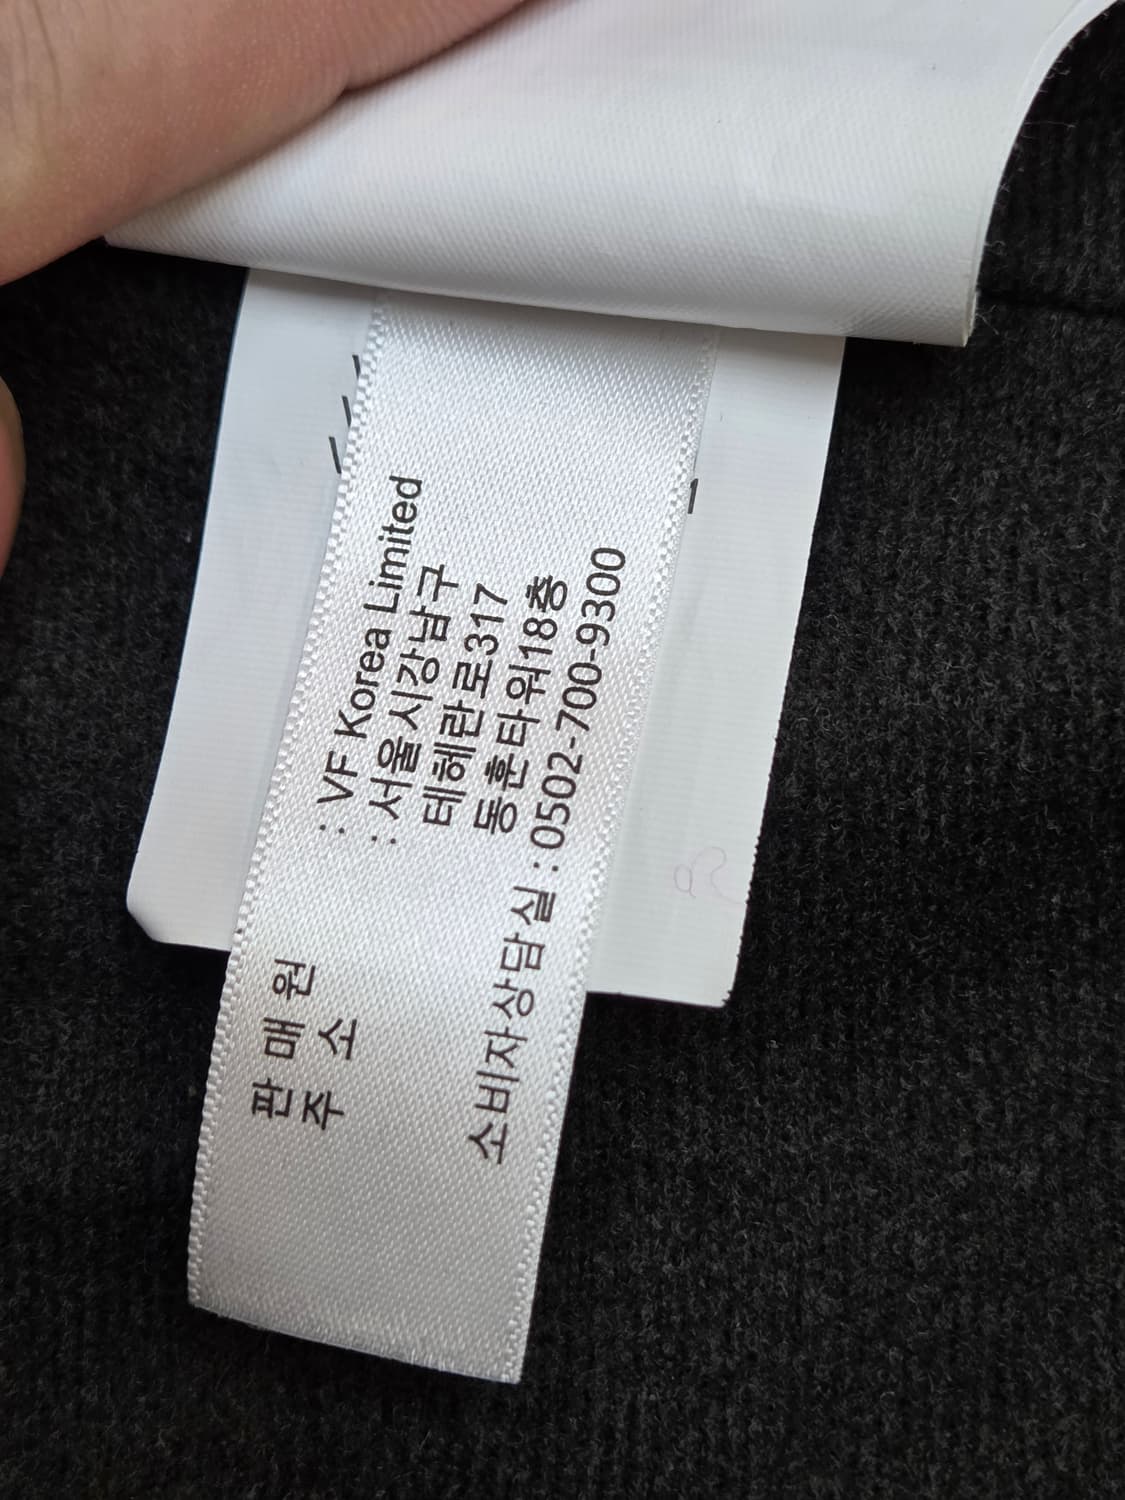 판 매 원 : VF Korea Limited
주 소 : 서울시강남구
테헤란로317
동훈타워18층
소비자상담실 : 0502-700-9300